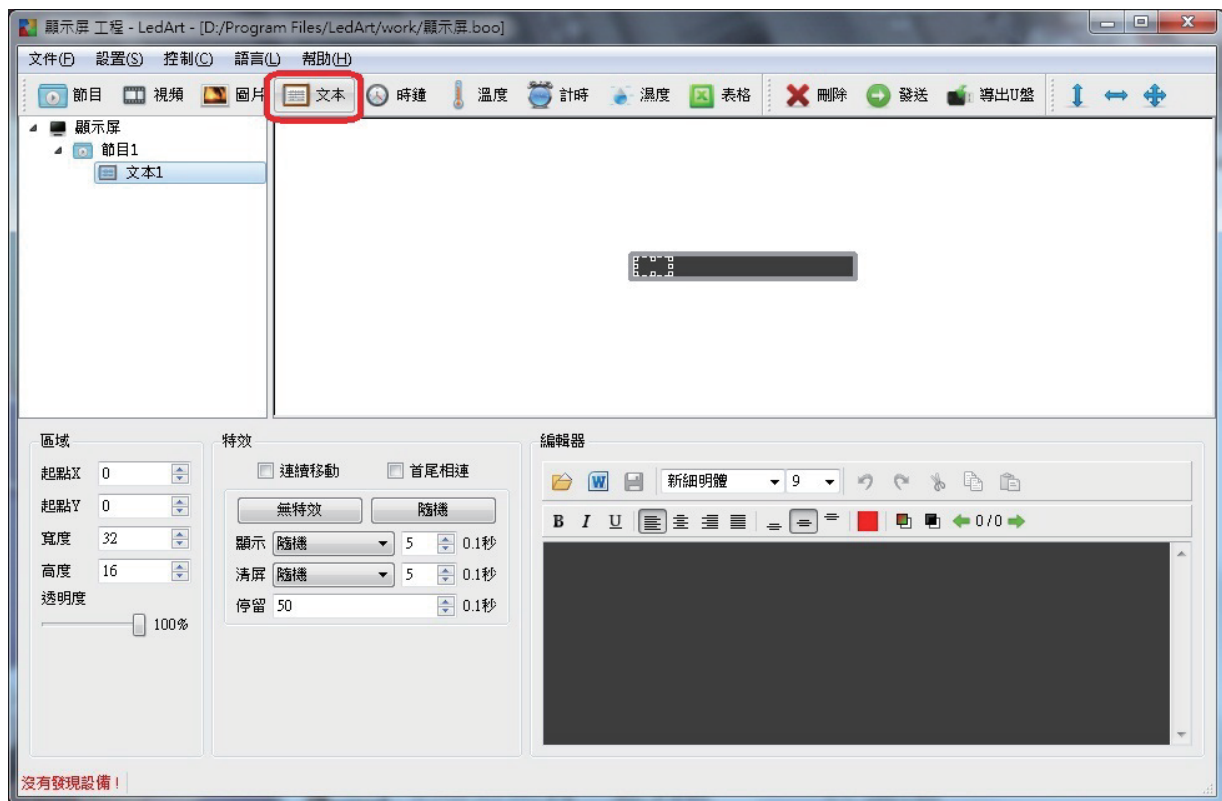 顯示屏 工程 - LedArt - [D:/Program Files/LedArt/work/顯示屏.boo]
文件(F) 設置(S) 控制(C) 語言(L) 幫助(H)
節目 視頻 圖片 文本 時鐘 溫度 計時 濕度 表格 刪除 發送 導出U盤
顯示屏
節目1
文本1
區域
起點X 0
起點Y 0
寬度 32
高度 16
透明度
100%
特效
連續移動 首尾相連
無特效 隨機
顯示 隨機 5 0.1秒
清屏 隨機 5 0.1秒
停留 50 0.1秒
編輯器
新細明體 9
B I U 0/0
沒有發現設備！